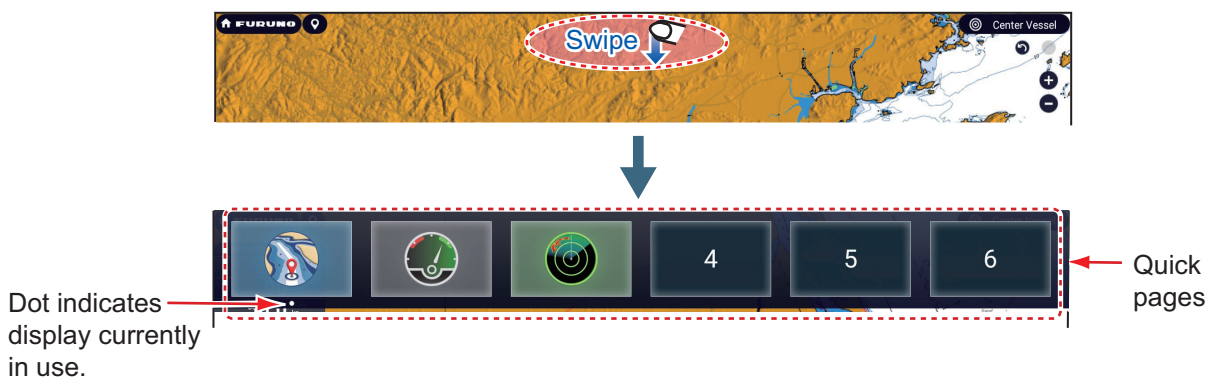 FURUNO
Center Vessel
Swipe
4
5
6
Quick
pages
Dot indicates
display currently
in use.